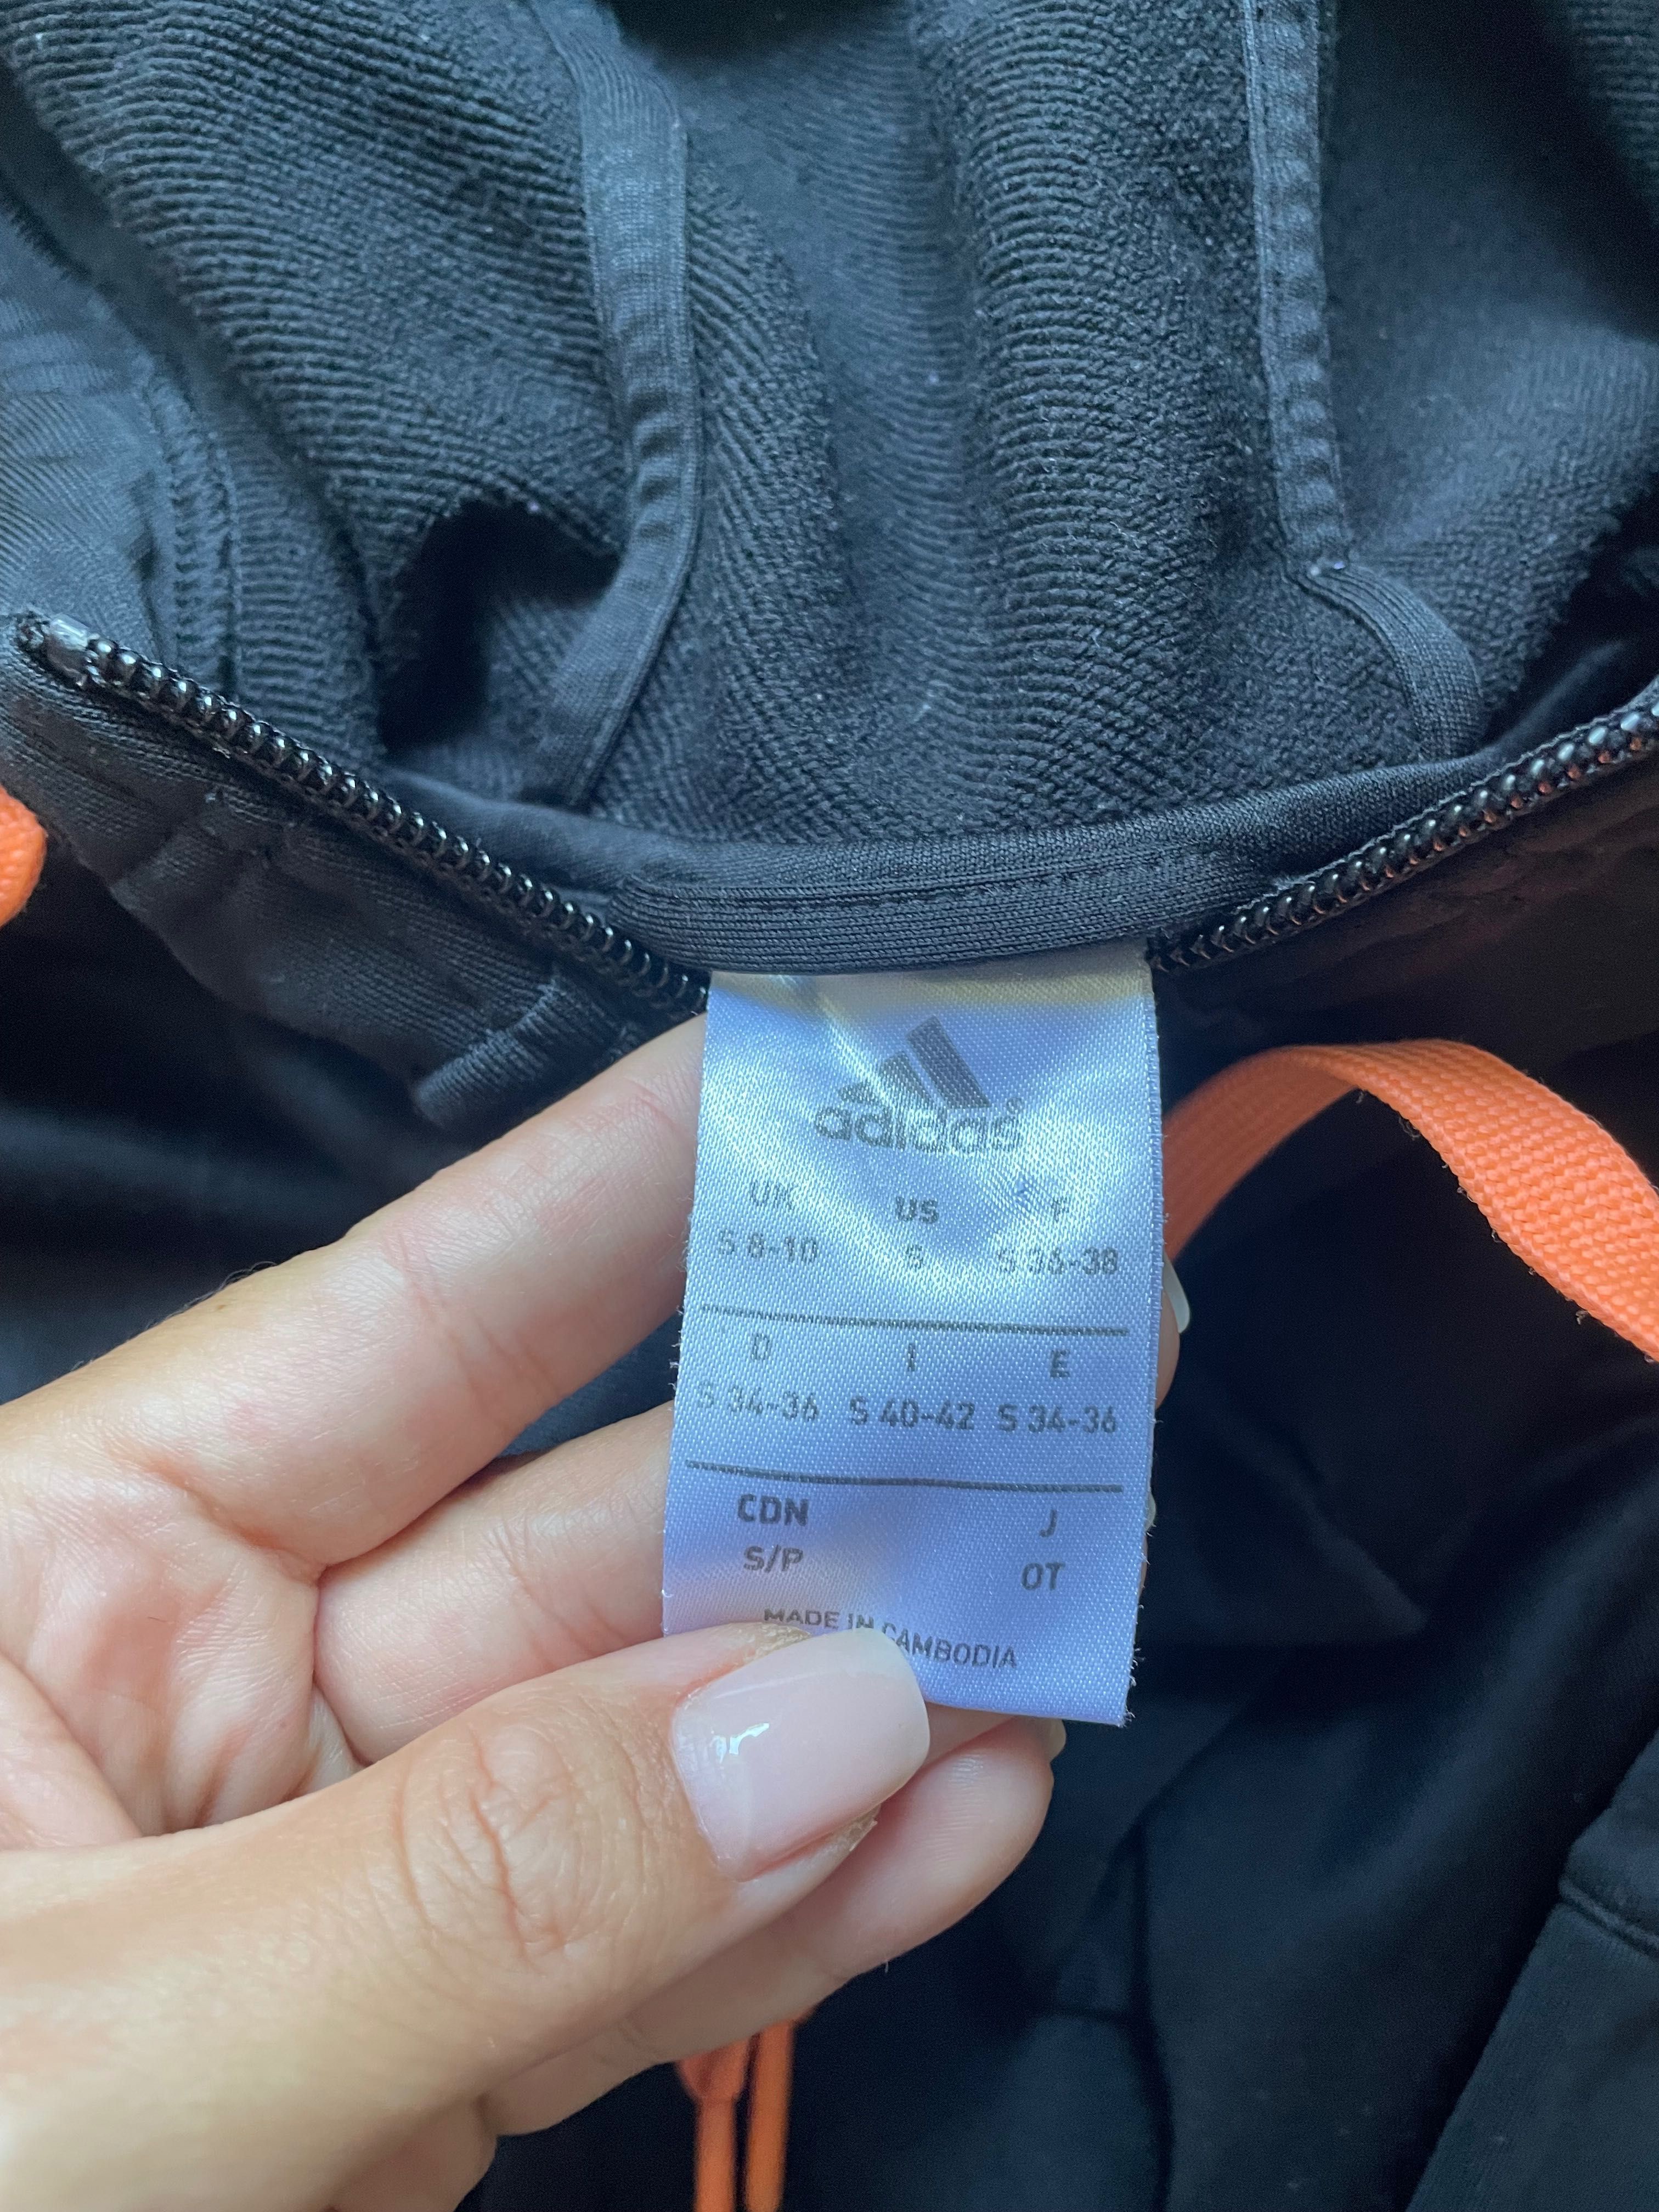 adidas
UK US F
S 8-10 S S 36-38
D I E
S 34-36 S 40-42 S 34-36
CDN J
S/P OT
MADE IN CAMBODIA